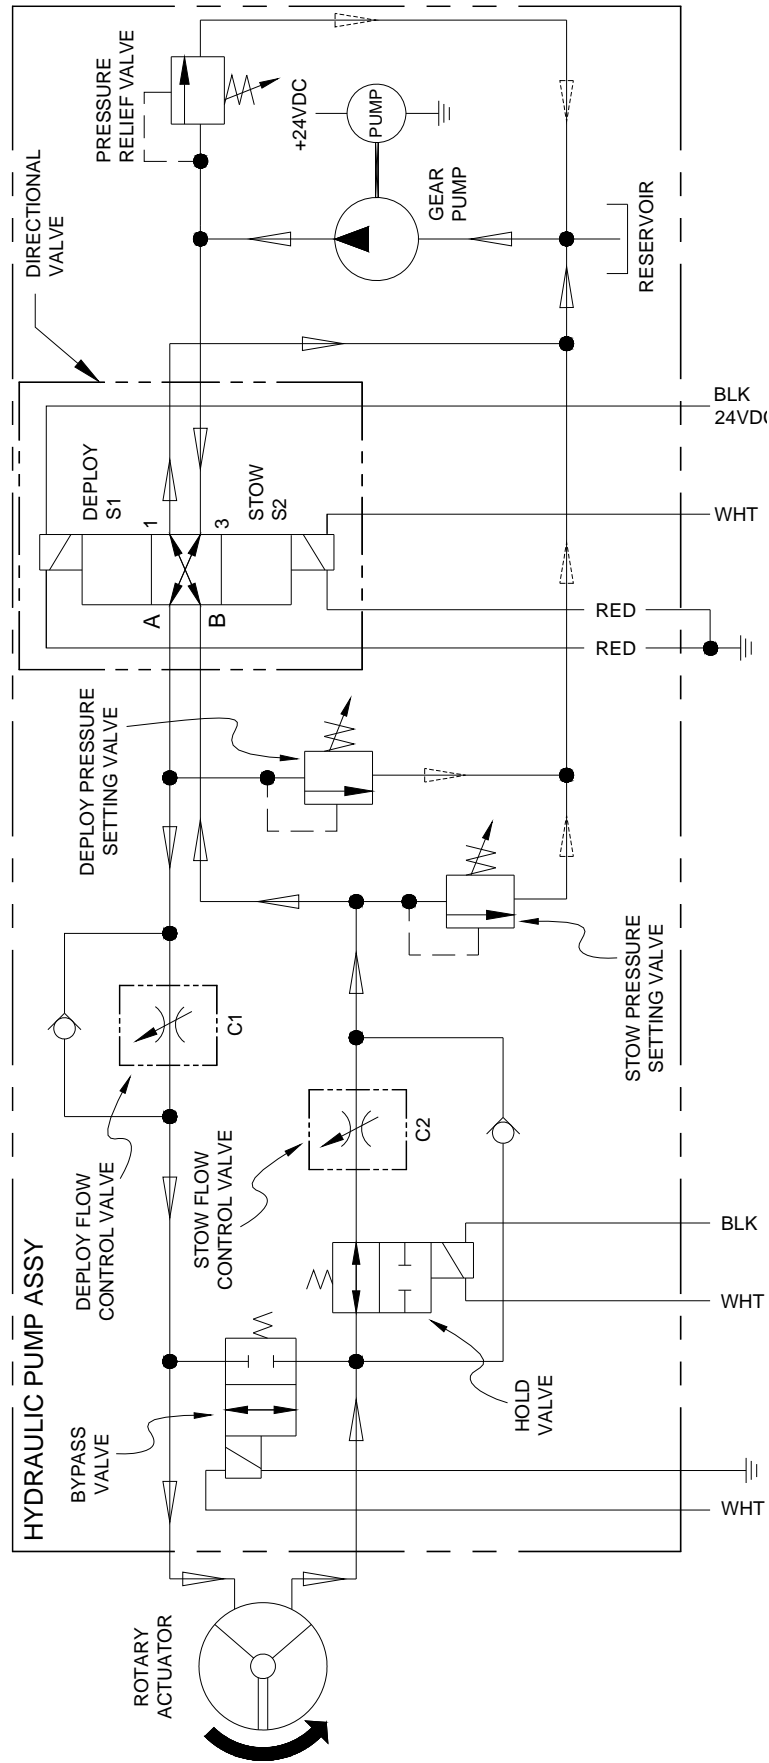 PRESSURE
RELIEF VALVE
+24VDC
PUMP
GEAR
PUMP
RESERVOIR
DIRECTIONAL
VALVE
BLK
24VDC
DEPLOY
S1
STOW
S2
1
3
WHT
A
B
RED
RED
DEPLOY PRESSURE
SETTING VALVE
STOW PRESSURE
SETTING VALVE
C1
DEPLOY FLOW
CONTROL VALVE
C2
STOW FLOW
CONTROL VALVE
BLK
WHT
HYDRAULIC PUMP ASSY
HOLD
VALVE
BYPASS
VALVE
WHT
ROTARY
ACTUATOR